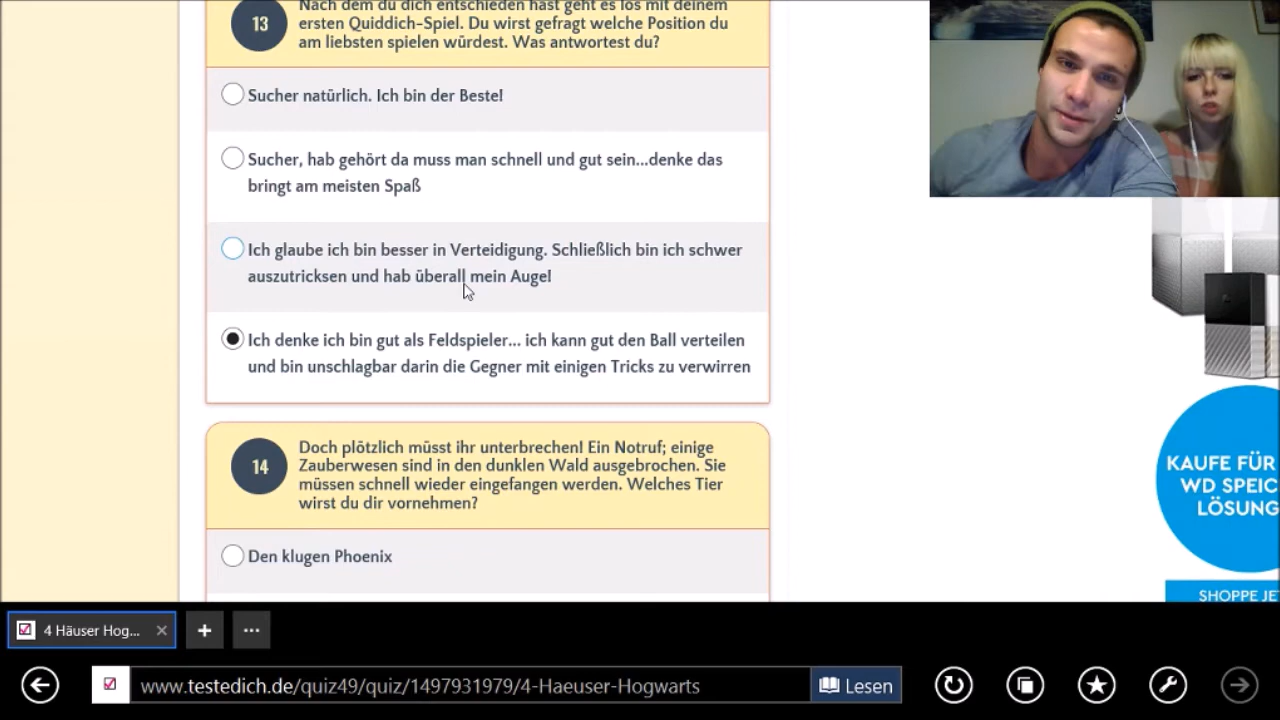 13
Nach dem du dich entschieden hast geht es los mit deinem
ersten Quiddich-Spiel. Du wirst gefragt welche Position du
am liebsten spielen würdest. Was antwortest du?
Sucher natürlich. Ich bin der Beste!
Sucher, hab gehört da muss man schnell und gut sein...denke das
bringt am meisten Spaß
Ich glaube ich bin besser in Verteidigung. Schließlich bin ich schwer
auszutricksen und hab überall mein Auge!
Ich denke ich bin gut als Feldspieler... ich kann gut den Ball verteilen
und bin unschlagbar darin die Gegner mit einigen Tricks zu verwirren
14
Doch plötzlich müsst ihr unterbrechen! Ein Notruf; einige
Zauberwesen sind in den dunklen Wald ausgebrochen. Sie
müssen schnell wieder eingefangen werden. Welches Tier
wirst du dir vornehmen?
Den klugen Phoenix
KAUFE FÜR
WD SPEIC
LÖSUNG
SHOPPE JE
4 Häuser Hog...
www.testedich.de/quiz49/quiz/1497931979/4-Haeuser-Hogwarts
Lesen